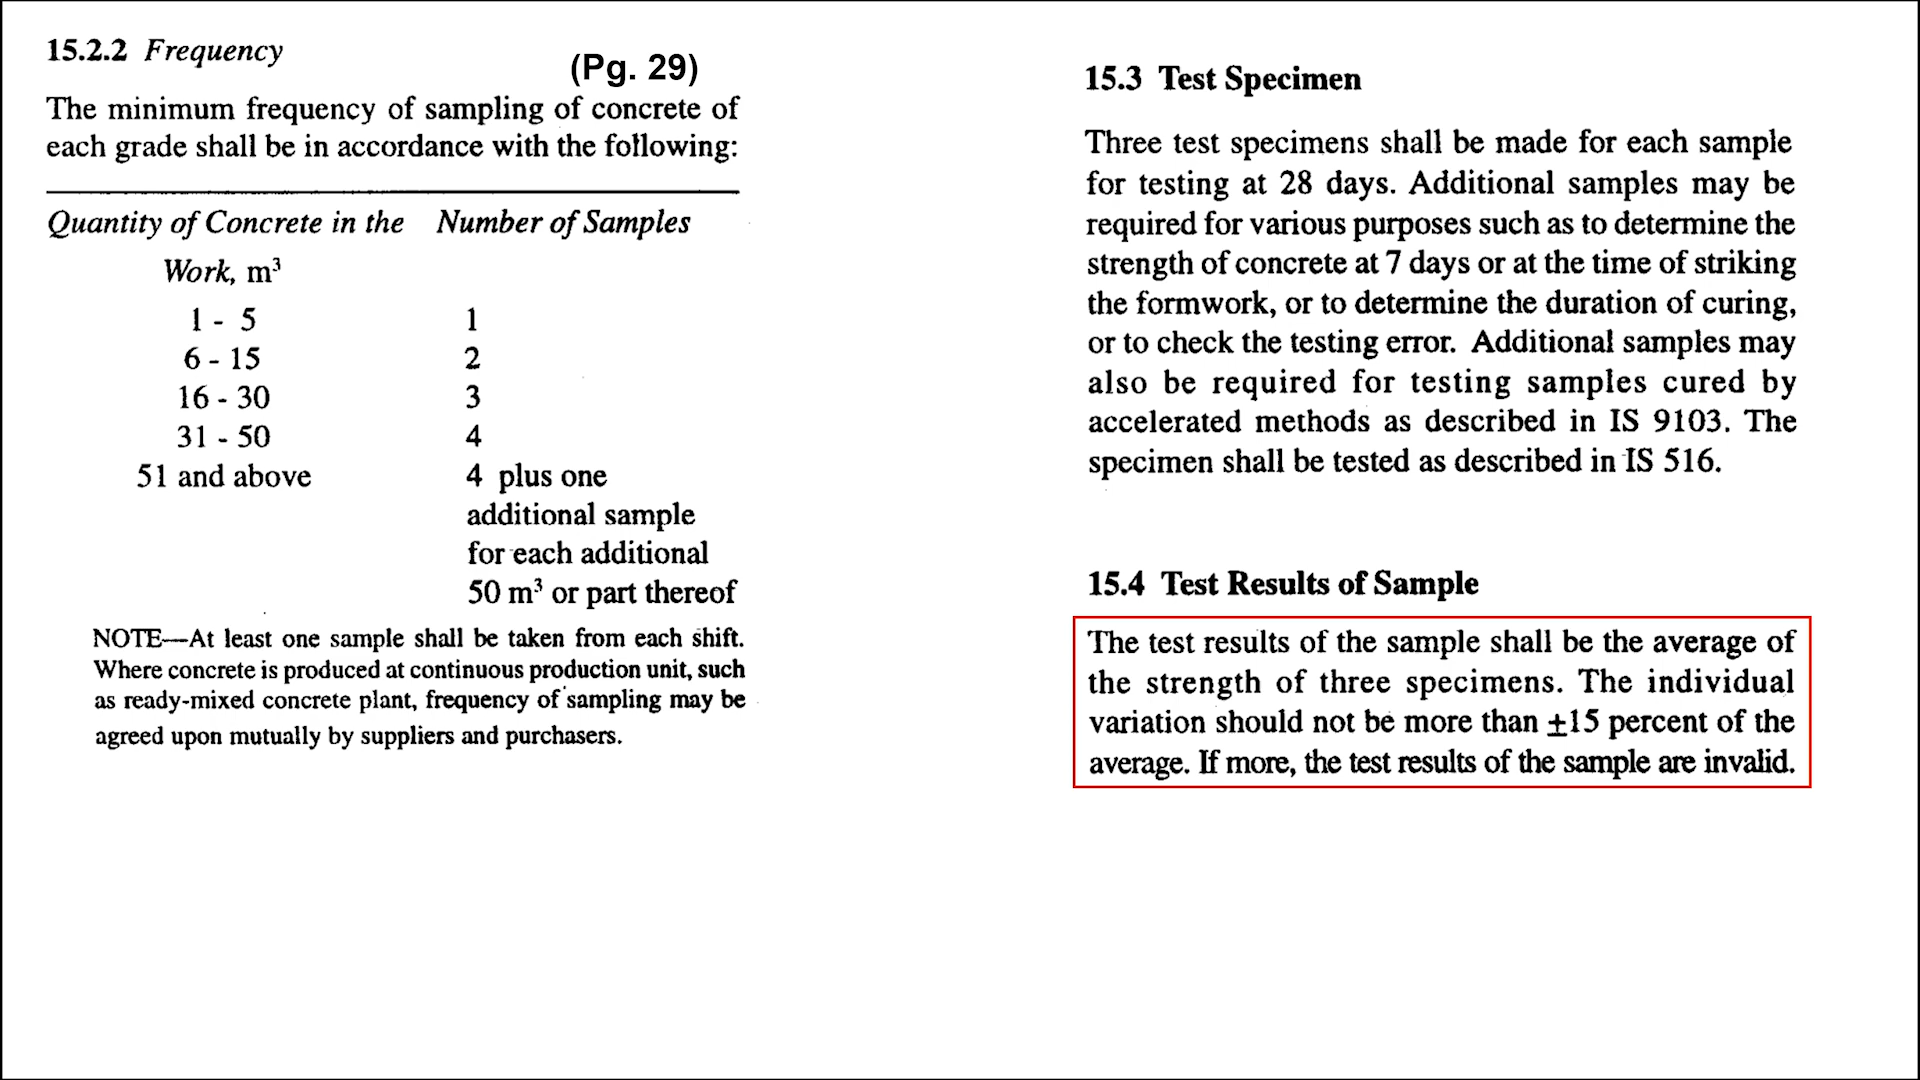 15.2.2 Frequency
(Pg. 29)
The minimum frequency of sampling of concrete of
each grade shall be in accordance with the following:
Quantity of Concrete in the Number of Samples
Work, m³
1 - 5 1
6 - 15 2
16 - 30 3
31 - 50 4
51 and above 4 plus one
additional sample
for each additional
50 m³ or part thereof
NOTE—At least one sample shall be taken from each shift.
Where concrete is produced at continuous production unit, such
as ready-mixed concrete plant, frequency of sampling may be
agreed upon mutually by suppliers and purchasers.
15.3 Test Specimen
Three test specimens shall be made for each sample
for testing at 28 days. Additional samples may be
required for various purposes such as to determine the
strength of concrete at 7 days or at the time of striking
the formwork, or to determine the duration of curing,
or to check the testing error. Additional samples may
also be required for testing samples cured by
accelerated methods as described in IS 9103. The
specimen shall be tested as described in IS 516.
15.4 Test Results of Sample
The test results of the sample shall be the average of
the strength of three specimens. The individual
variation should not be more than ±15 percent of the
average. If more, the test results of the sample are invalid.